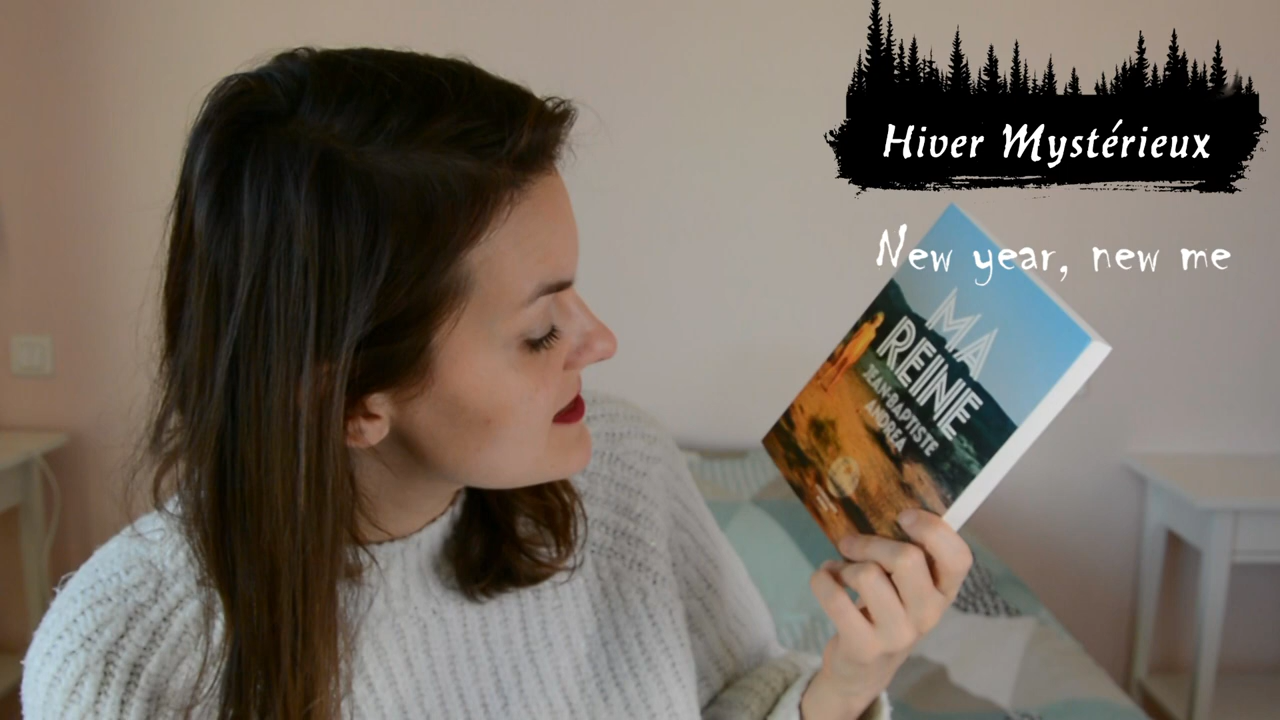 Hiver Mystérieux
New year, new me
MA
REINE
JEAN-BAPTISTE
ANDREA